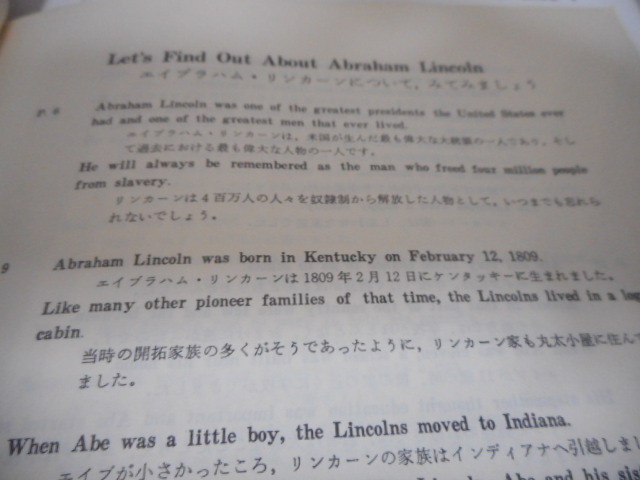 Let's Find Out About Abraham Lincoln
エイブラハム・リンカーンについて,みてみましょう
P. 8
Abraham Lincoln was one of the greatest presidents the United States ever
had and one of the greatest men that ever lived.
エイブラハム・リンカーンは,米国が生んだ最も偉大な大統領の一人であり,そし
て過去における最も偉大な人物の一人です。
He will always be remembered as the man who freed four million people
from slavery.
リンカーンは4百万人の人々を奴隷制から解放した人物として,いつまでも忘れら
れないでしょう。
9
Abraham Lincoln was born in Kentucky on February 12, 1809.
エイブラハム・リンカーンは1809年2月12日にケンタッキーに生まれました。
Like many other pioneer families of that time, the Lincolns lived in a log
cabin.
当時の開拓家族の多くがそうであったように,リンカーン家も丸太小屋に住んで
ました。
When Abe was a little boy, the Lincolns moved to Indiana.
エイブが小さかったころ,リンカーンの家族はインディアナへ引越しま
Abe and his sis